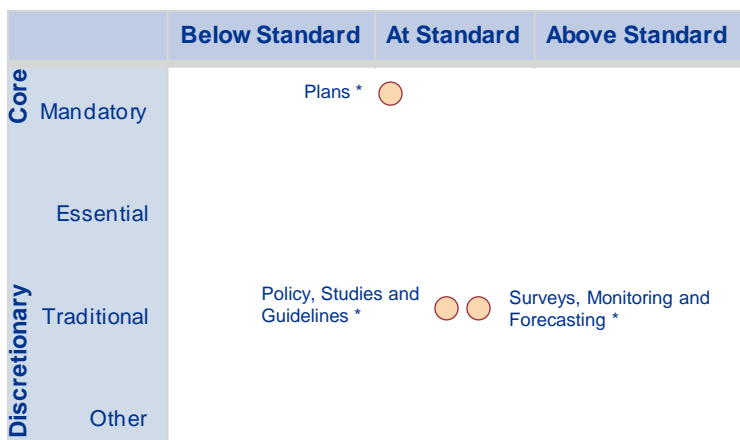 Below Standard At Standard Above Standard
Core
Mandatory
Plans *
Essential
Discretionary
Traditional
Policy, Studies and
Guidelines *
Surveys, Monitoring and
Forecasting *
Other